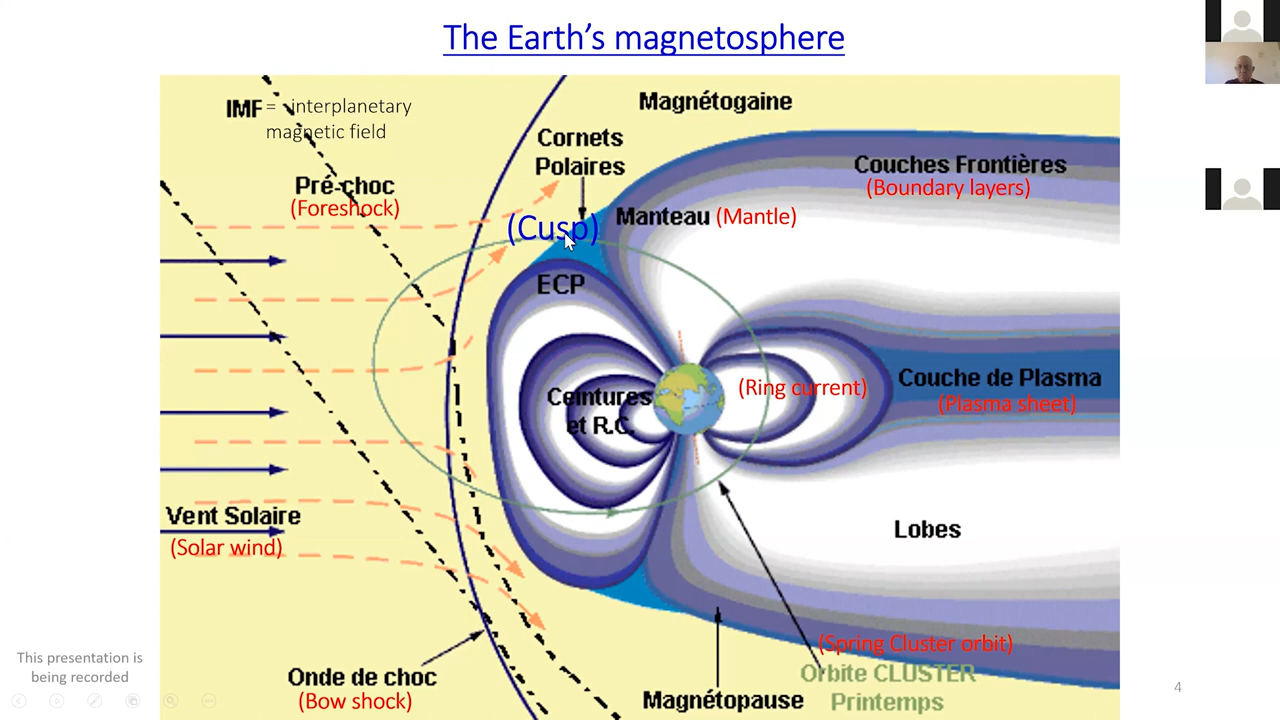 The Earth's magnetosphere
IMF = interplanetary
magnetic field
Magnétogaine
Cornets
Polaires
Couches Frontières
(Boundary layers)
Pré-choc
(Foreshock)
(Cusp)
Manteau (Mantle)
ECP
Ceintures
et R.C.
(Ring current)
Couche de Plasma
(Plasma sheet)
Vent Solaire
(Solar wind)
Lobes
(Spring Cluster orbit)
Orbite CLUSTER
Printemps
Onde de choc
(Bow shock)
Magnétopause
This presentation is
being recorded
4